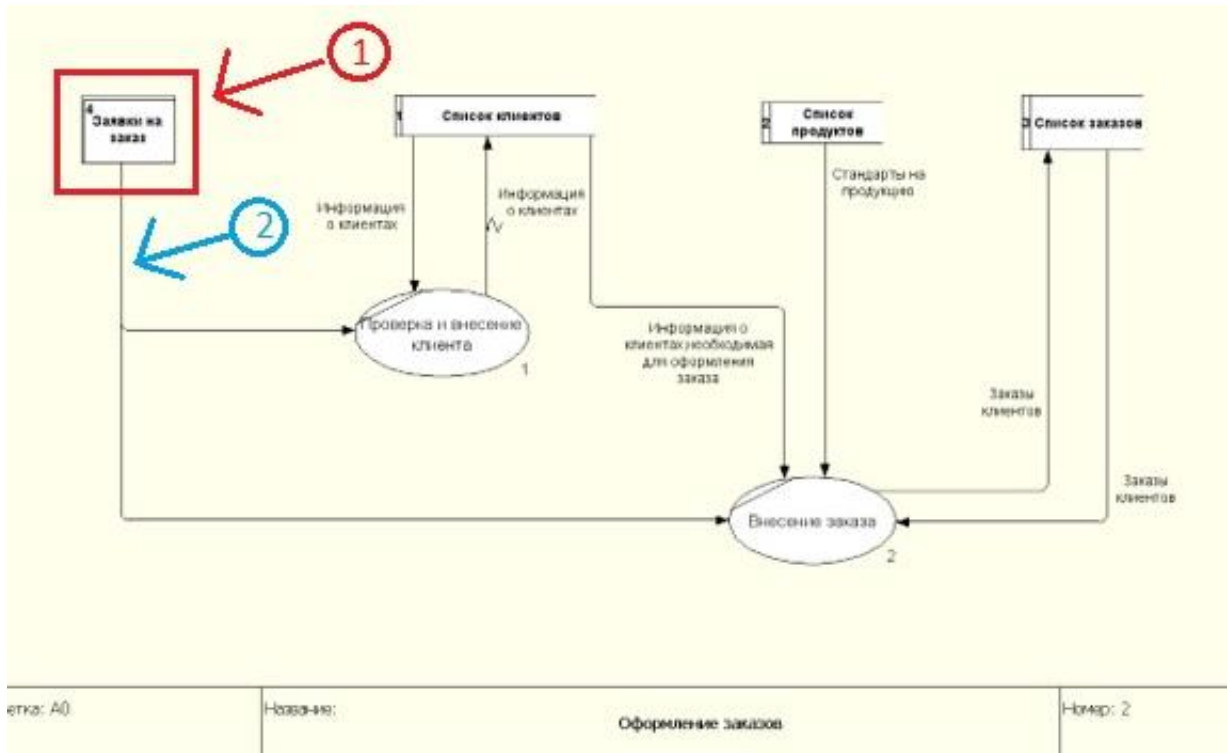 1
4
Заявки на
заказ
1
Список клиентов
2
Список
продуктов
3
Список заказов
2
Информация
о клиентах
Информация
о клиентах
Стандарты на
продукцию
Проверка и внесение
клиента
1
Информация о
клиентах,необходимая
для оформления
заказа
Заказы
клиентов
Заказы
клиентов
Внесение заказа
2
етка: A0
Название:
Оформление заказов
Номер: 2